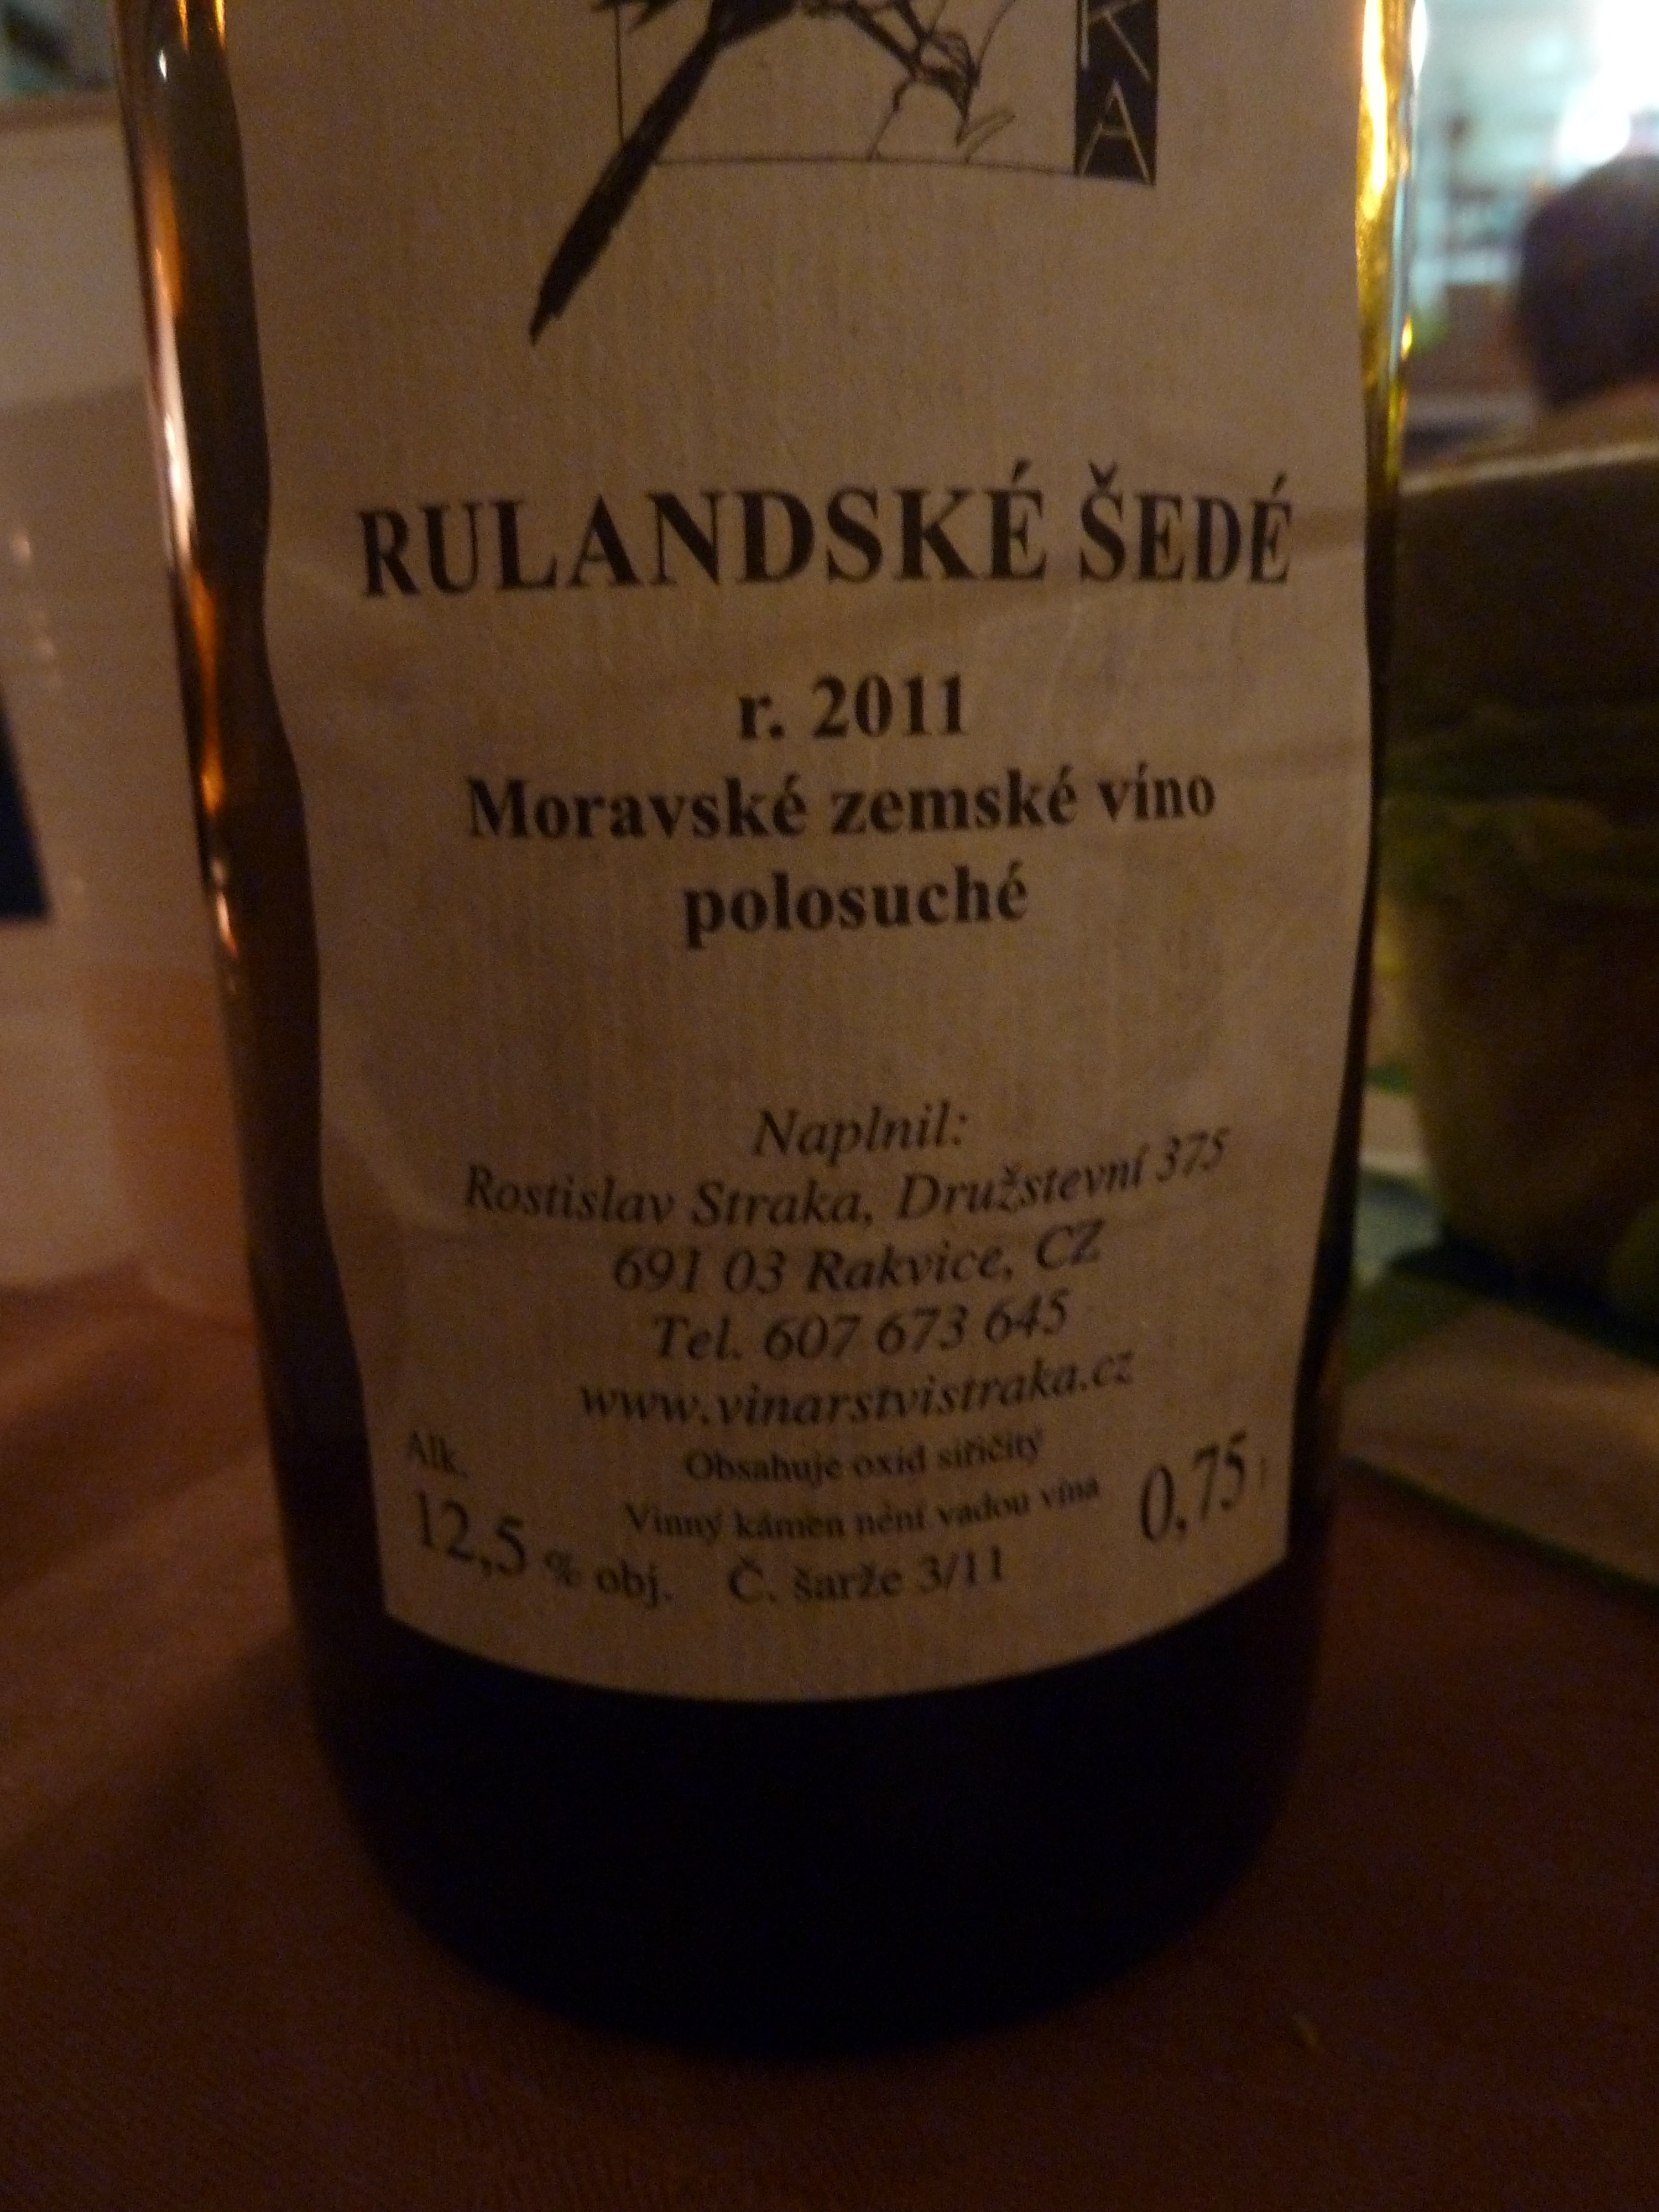 K
A
RULANDSKÉ ŠEDÉ
r. 2011
Moravské zemské víno
polosuché
Naplnil:
Rostislav Straka, Družstevní 375
691 03 Rakvice, CZ
Tel. 607 673 645
www.vinarstvistraka.cz
Obsahuje oxid siřičitý
Vinný kámen není vadou vína
Alk.
12,5 % obj.
Č. šarže 3/11
0,75 l